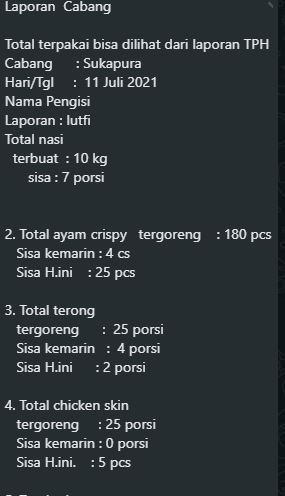 Laporan Cabang
Total terpakai bisa dilihat dari laporan TPH
Cabang : Sukapura
Hari/Tgl : 11 Juli 2021
Nama Pengisi
Laporan : lutfi
Total nasi
terbuat : 10 kg
sisa : 7 porsi
2. Total ayam crispy tergoreng : 180 pcs
Sisa kemarin : 4 cs
Sisa H.ini : 25 pcs
3. Total terong
tergoreng : 25 porsi
Sisa kemarin : 4 porsi
Sisa H.ini : 2 porsi
4. Total chicken skin
tergoreng : 25 porsi
Sisa kemarin : 0 porsi
Sisa H.ini. : 5 pcs